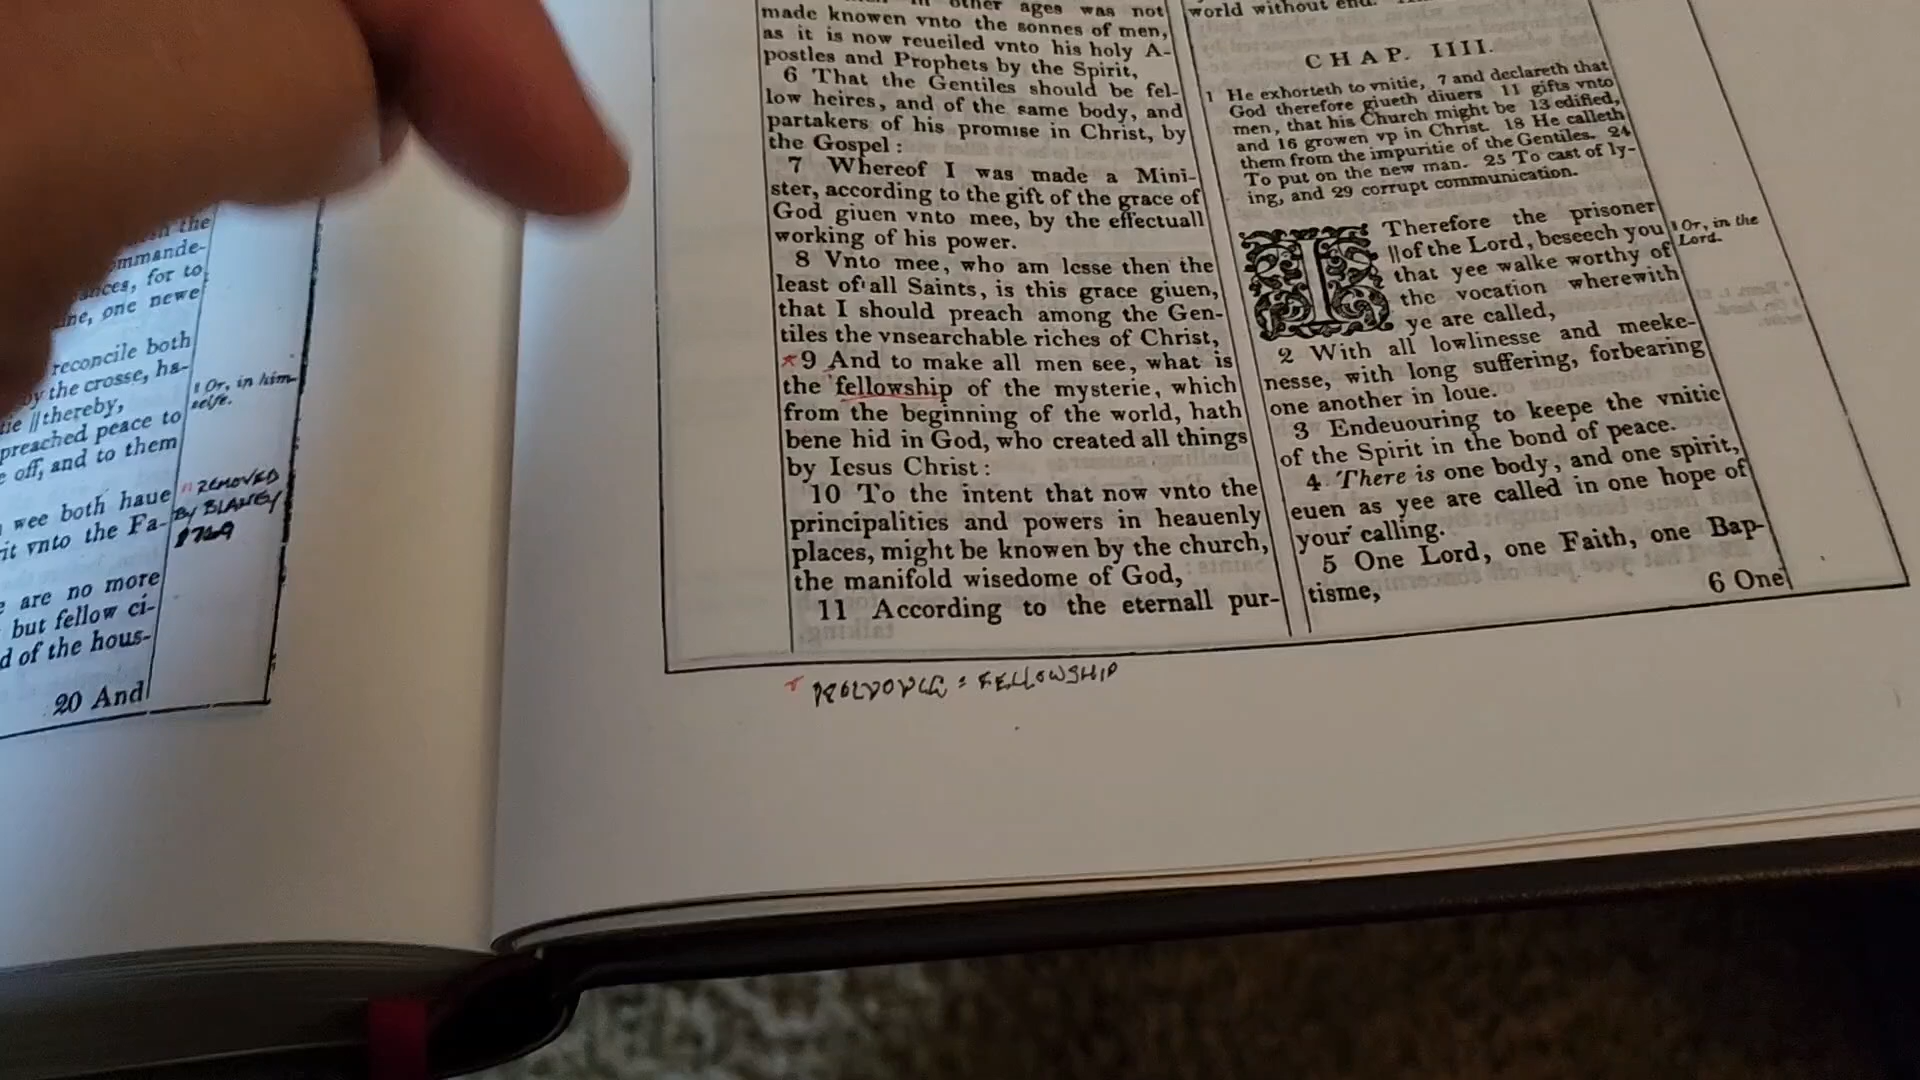 the
ommande-
ances, for to
ine, one newe
reconcile both
by the crosse, ha-
tie ||thereby,
preached peace to
off, and to them
wee both haue
it vnto the Fa-
are no more
but fellow ci-
d of the hous-
20 And
| Or, in him-
selfe.
REMOVED
By BLANEY
1769
other ages was not
made knowen vnto the sonnes of men,
as it is now reueiled vnto his holy A-
postles and Prophets by the Spirit,
6 That the Gentiles should be fel-
low heires, and of the same body, and
partakers of his promise in Christ, by
the Gospel:
7 Whereof I was made a Mini-
ster, according to the gift of the grace of
God giuen vnto mee, by the effectuall
working of his power.
8 Vnto mee, who am lesse then the
least of all Saints, is this grace giuen,
that I should preach among the Gen-
tiles the vnsearchable riches of Christ,
*9 And to make all men see, what is
the fellowship of the mysterie, which
from the beginning of the world, hath
bene hid in God, who created all things
by Iesus Christ:
10 To the intent that now vnto the
principalities and powers in heauenly
places, might be knowen by the church,
the manifold wisedome of God,
11 According to the eternall pur-
= FELLOWSHIP
world without end.
CHAP. IIII.
1 He exhorteth to vnitie, 7 and declareth that
God therefore giueth diuers 11 gifts vnto
men, that his Church might be 13 edified,
and 16 growen vp in Christ. 18 He calleth
them from the impuritie of the Gentiles. 24
To put on the new man. 25 To cast of ly-
ing, and 29 corrupt communication.
I Therefore the prisoner
||of the Lord, beseech you
that yee walke worthy of
the vocation wherewith
ye are called,
2 With all lowlinesse and meeke-
nesse, with long suffering, forbearing
one another in loue.
3 Endeuouring to keepe the vnitie
of the Spirit in the bond of peace.
4 There is one body, and one spirit,
euen as yee are called in one hope of
your calling.
5 One Lord, one Faith, one Bap-
tisme,
6 One
| Or, in the
Lord.